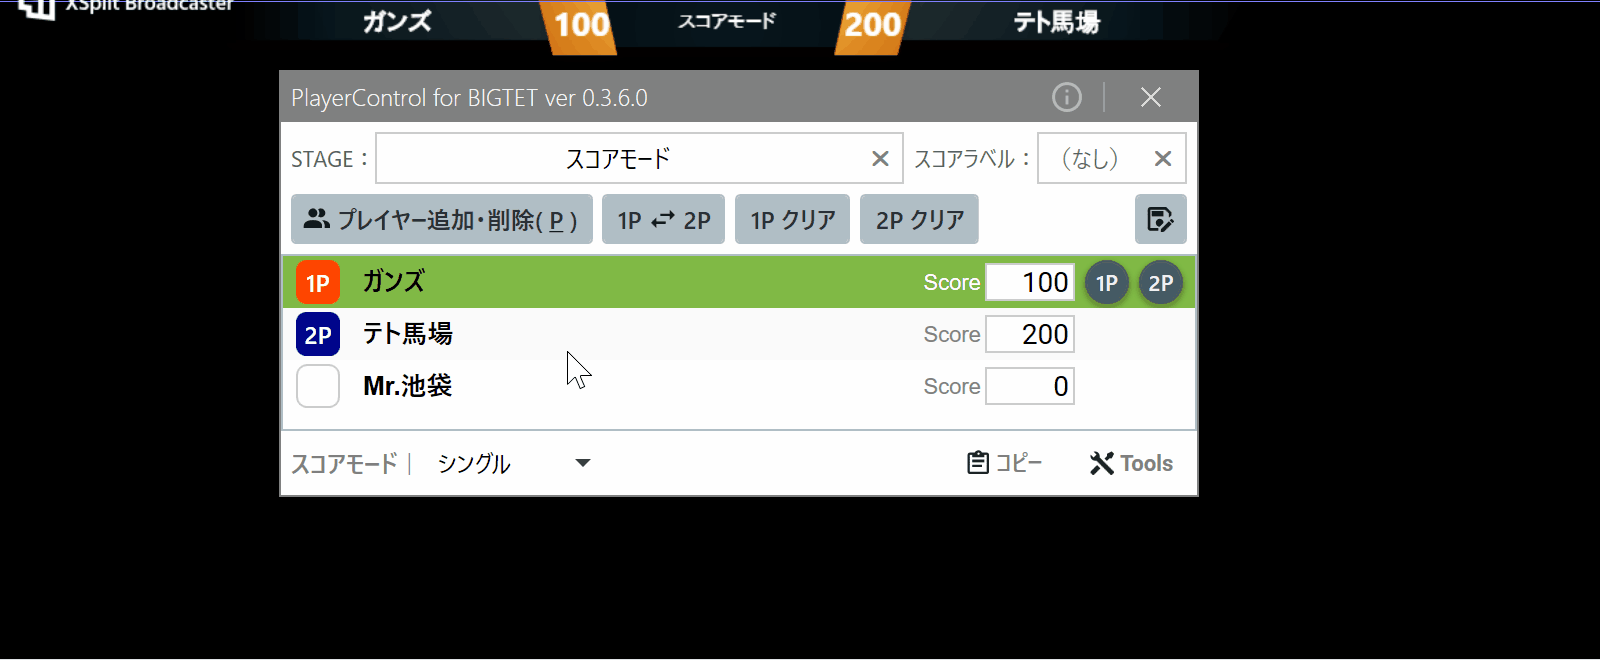 XSplit Broadcaster
ガンズ 100 スコアモード 200 テト馬場
PlayerControl for BIGTET ver 0.3.6.0
STAGE： スコアモード スコアラベル： （なし）
プレイヤー追加・削除( P ) 1P 2P 1P クリア 2P クリア
1P ガンズ Score 100 1P 2P
2P テト馬場 Score 200
Mr.池袋 Score 0
スコアモード｜ シングル コピー Tools